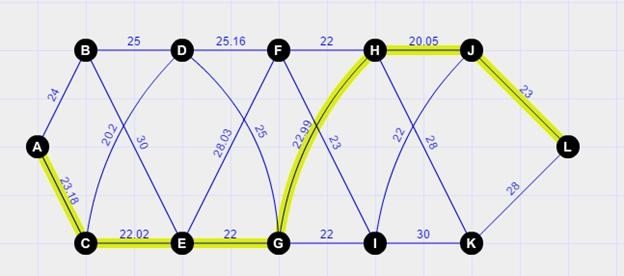 B 25 D 25.16 F 22 H 20.05 J
24 20.2 30 28.03 25 22.99 23 22 28 23
A L
23.18 28
C 22.02 E 22 G 22 I 30 K